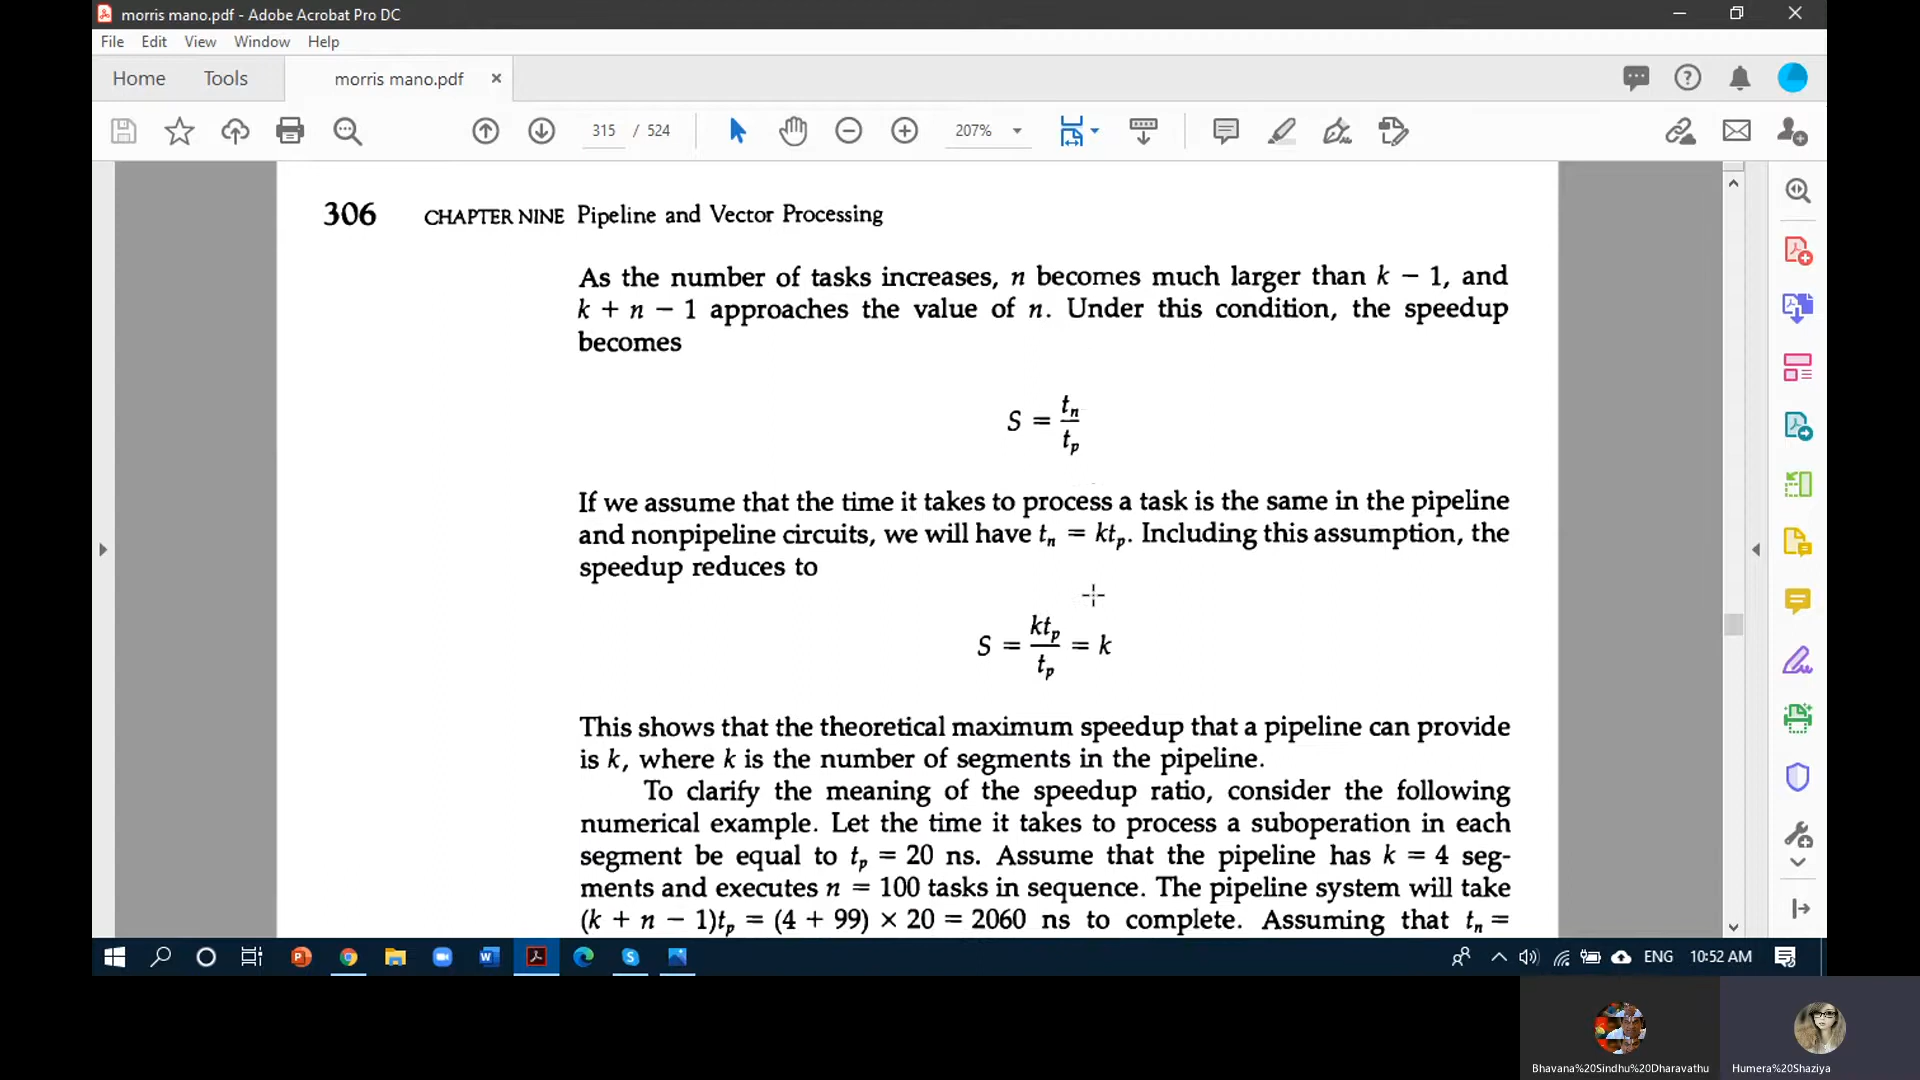 morris mano.pdf - Adobe Acrobat Pro DC
File Edit View Window Help
Home Tools morris mano.pdf ×
315 / 524 207%
306 CHAPTER NINE Pipeline and Vector Processing
As the number of tasks increases, n becomes much larger than k − 1, and
k + n − 1 approaches the value of n. Under this condition, the speedup
becomes
S = tn/tp
If we assume that the time it takes to process a task is the same in the pipeline
and nonpipeline circuits, we will have tn = ktp. Including this assumption, the
speedup reduces to
S = ktp/tp = k
This shows that the theoretical maximum speedup that a pipeline can provide
is k, where k is the number of segments in the pipeline.
To clarify the meaning of the speedup ratio, consider the following
numerical example. Let the time it takes to process a suboperation in each
segment be equal to tp = 20 ns. Assume that the pipeline has k = 4 seg-
ments and executes n = 100 tasks in sequence. The pipeline system will take
(k + n − 1)tp = (4 + 99) × 20 = 2060 ns to complete. Assuming that tn =
ENG 10:52 AM
Bhavana%20Sindhu%20Dharavathu Humera%20Shaziya